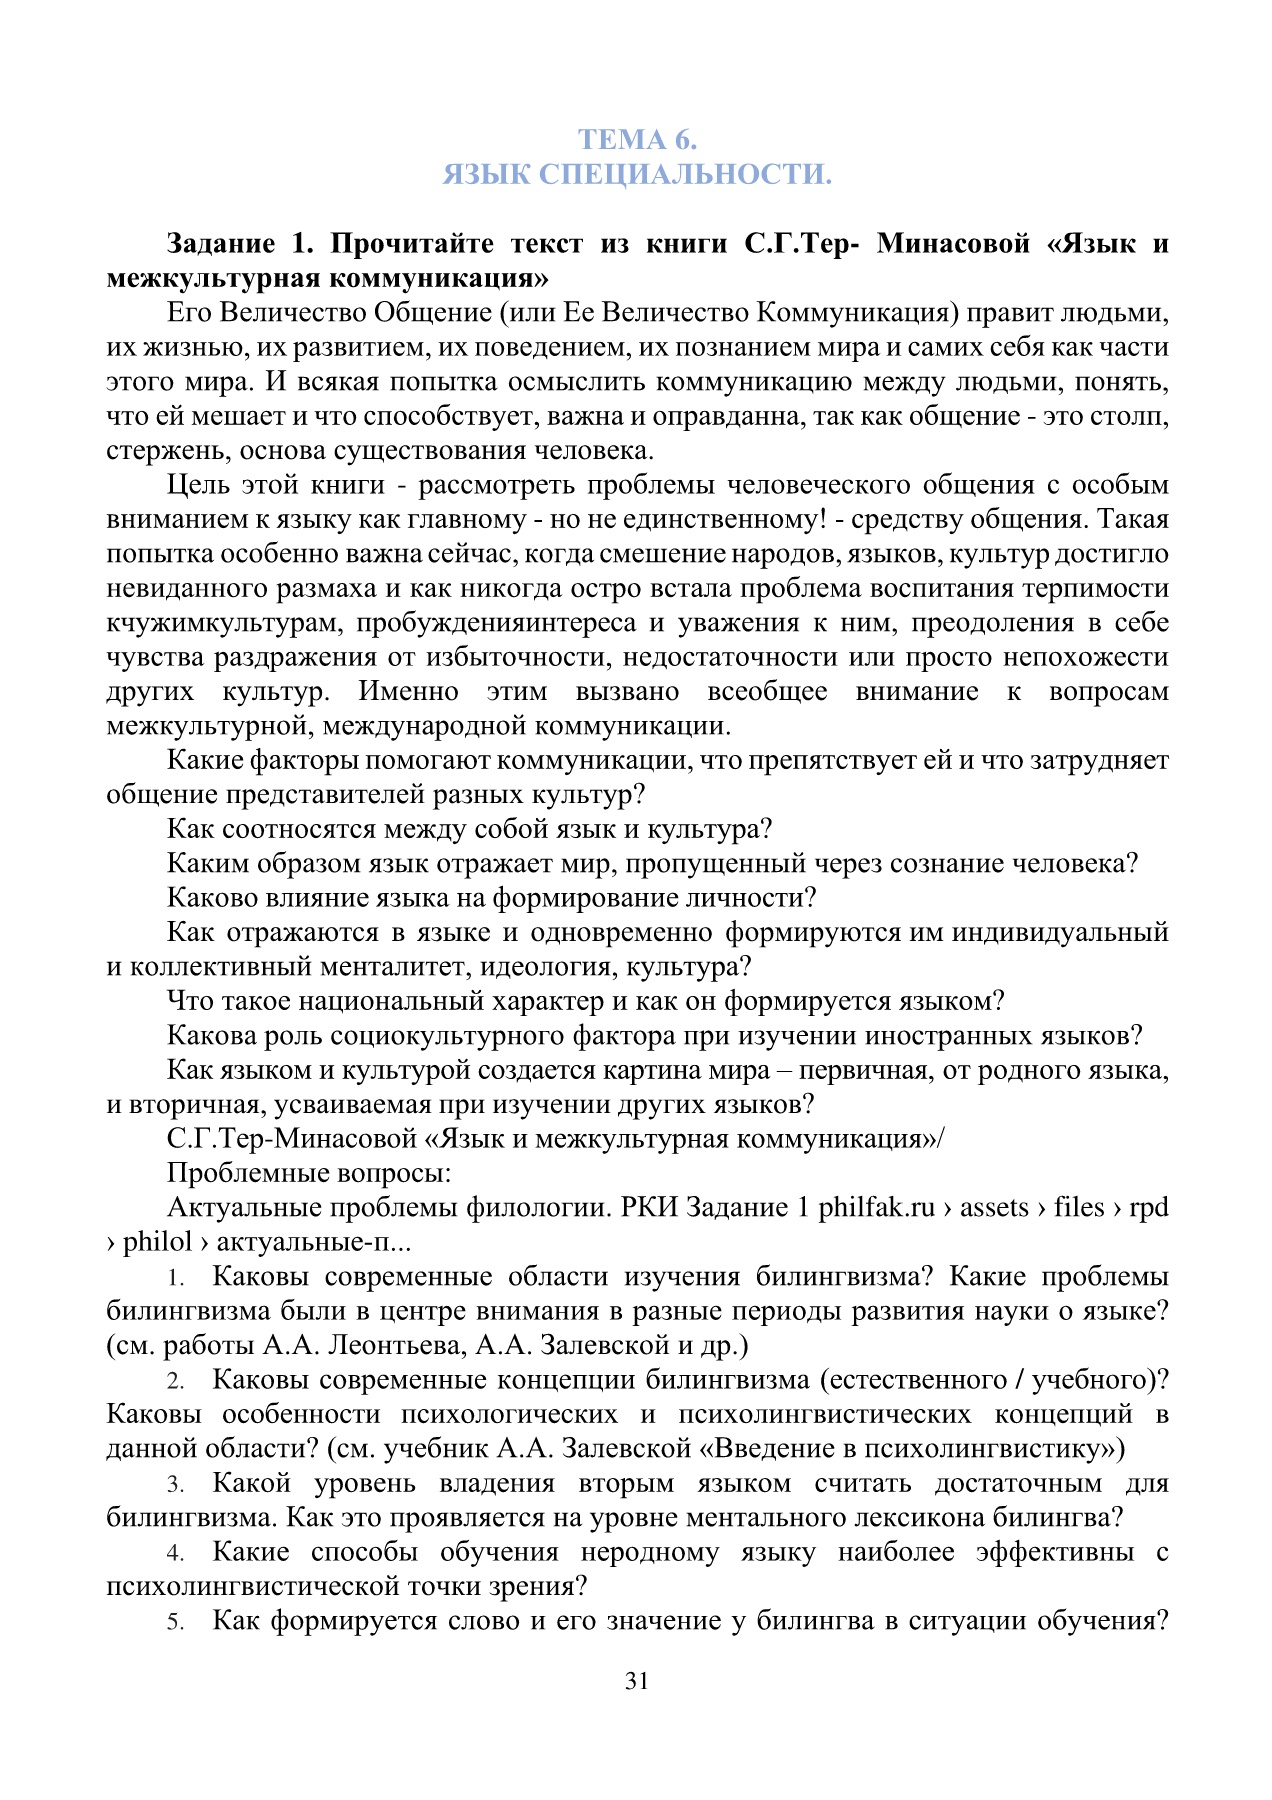 ТЕМА 6.
ЯЗЫК СПЕЦИАЛЬНОСТИ.
Задание 1. Прочитайте текст из книги С.Г.Тер- Минасовой «Язык и
межкультурная коммуникация»
Его Величество Общение (или Ее Величество Коммуникация) правит людьми,
их жизнью, их развитием, их поведением, их познанием мира и самих себя как части
этого мира. И всякая попытка осмыслить коммуникацию между людьми, понять,
что ей мешает и что способствует, важна и оправданна, так как общение - это столп,
стержень, основа существования человека.
Цель этой книги - рассмотреть проблемы человеческого общения с особым
вниманием к языку как главному - но не единственному! - средству общения. Такая
попытка особенно важна сейчас, когда смешение народов, языков, культур достигло
невиданного размаха и как никогда остро встала проблема воспитания терпимости
кчужимкультурам, пробужденияинтереса и уважения к ним, преодоления в себе
чувства раздражения от избыточности, недостаточности или просто непохожести
других культур. Именно этим вызвано всеобщее внимание к вопросам
межкультурной, международной коммуникации.
Какие факторы помогают коммуникации, что препятствует ей и что затрудняет
общение представителей разных культур?
Как соотносятся между собой язык и культура?
Каким образом язык отражает мир, пропущенный через сознание человека?
Каково влияние языка на формирование личности?
Как отражаются в языке и одновременно формируются им индивидуальный
и коллективный менталитет, идеология, культура?
Что такое национальный характер и как он формируется языком?
Какова роль социокультурного фактора при изучении иностранных языков?
Как языком и культурой создается картина мира – первичная, от родного языка,
и вторичная, усваиваемая при изучении других языков?
С.Г.Тер-Минасовой «Язык и межкультурная коммуникация»/
Проблемные вопросы:
Актуальные проблемы филологии. РКИ Задание 1 philfak.ru › assets › files › rpd
› philol › актуальные-п...
1. Каковы современные области изучения билингвизма? Какие проблемы
билингвизма были в центре внимания в разные периоды развития науки о языке?
(см. работы А.А. Леонтьева, А.А. Залевской и др.)
2. Каковы современные концепции билингвизма (естественного / учебного)?
Каковы особенности психологических и психолингвистических концепций в
данной области? (см. учебник А.А. Залевской «Введение в психолингвистику»)
3. Какой уровень владения вторым языком считать достаточным для
билингвизма. Как это проявляется на уровне ментального лексикона билингва?
4. Какие способы обучения неродному языку наиболее эффективны с
психолингвистической точки зрения?
5. Как формируется слово и его значение у билингва в ситуации обучения?
31